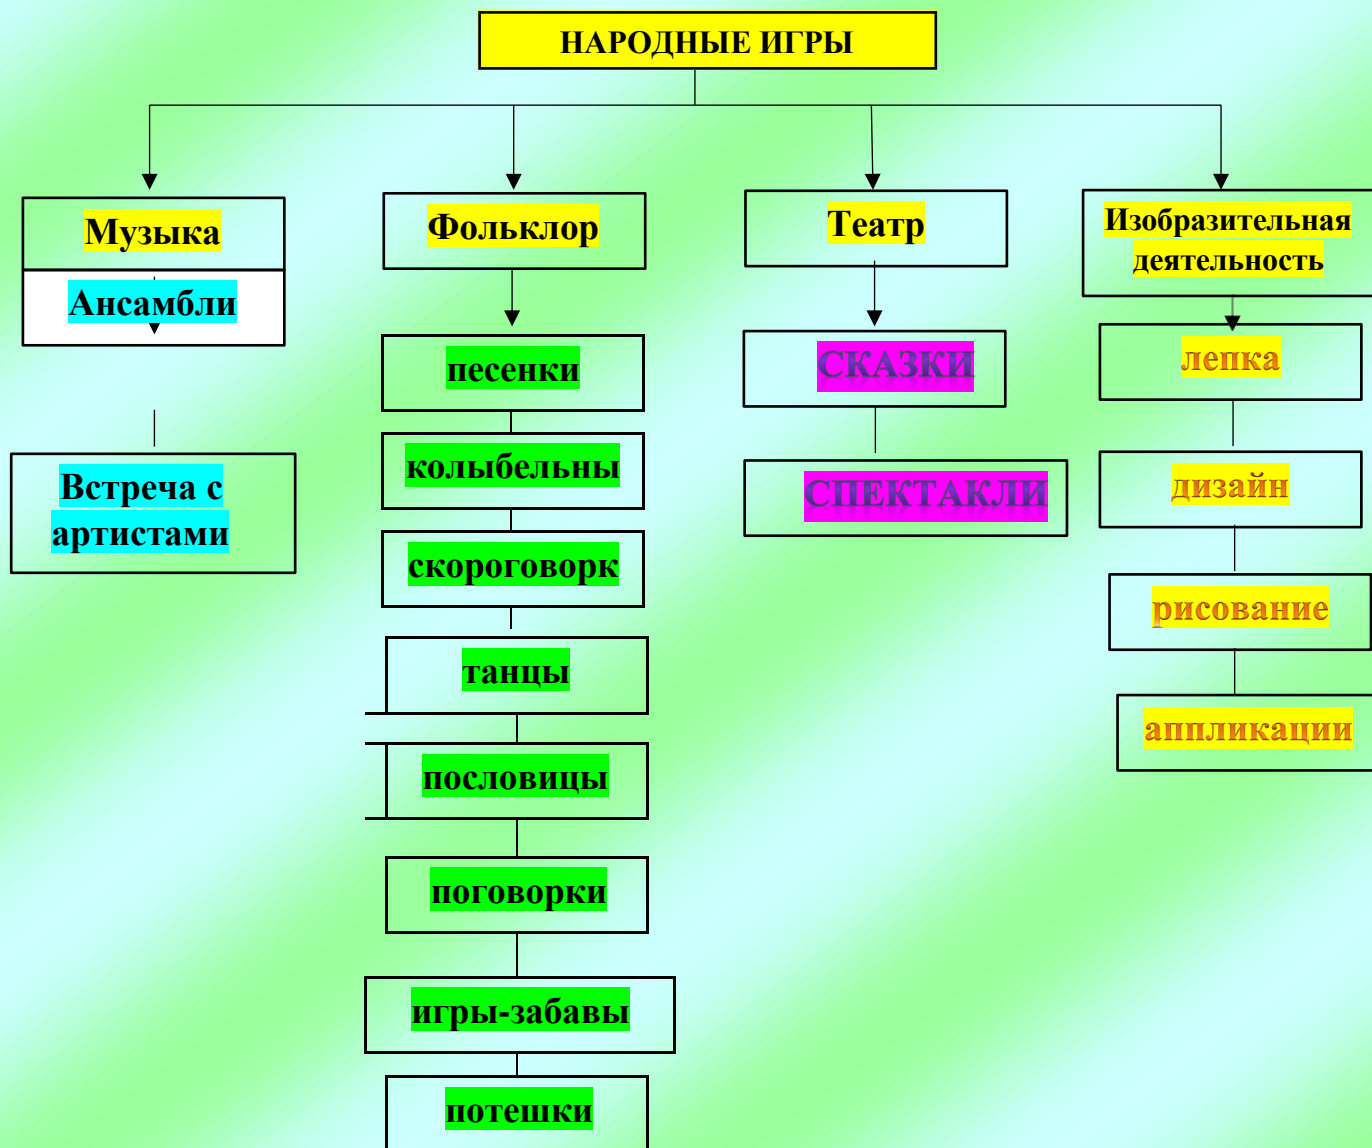 НАРОДНЫЕ ИГРЫ
Музыка
Ансамбли
Встреча с
артистами
Фольклор
песенки
колыбельны
скороговорк
танцы
пословицы
поговорки
игры-забавы
потешки
Театр
СКАЗКИ
СПЕКТАКЛИ
Изобразительная
деятельность
лепка
дизайн
рисование
аппликации